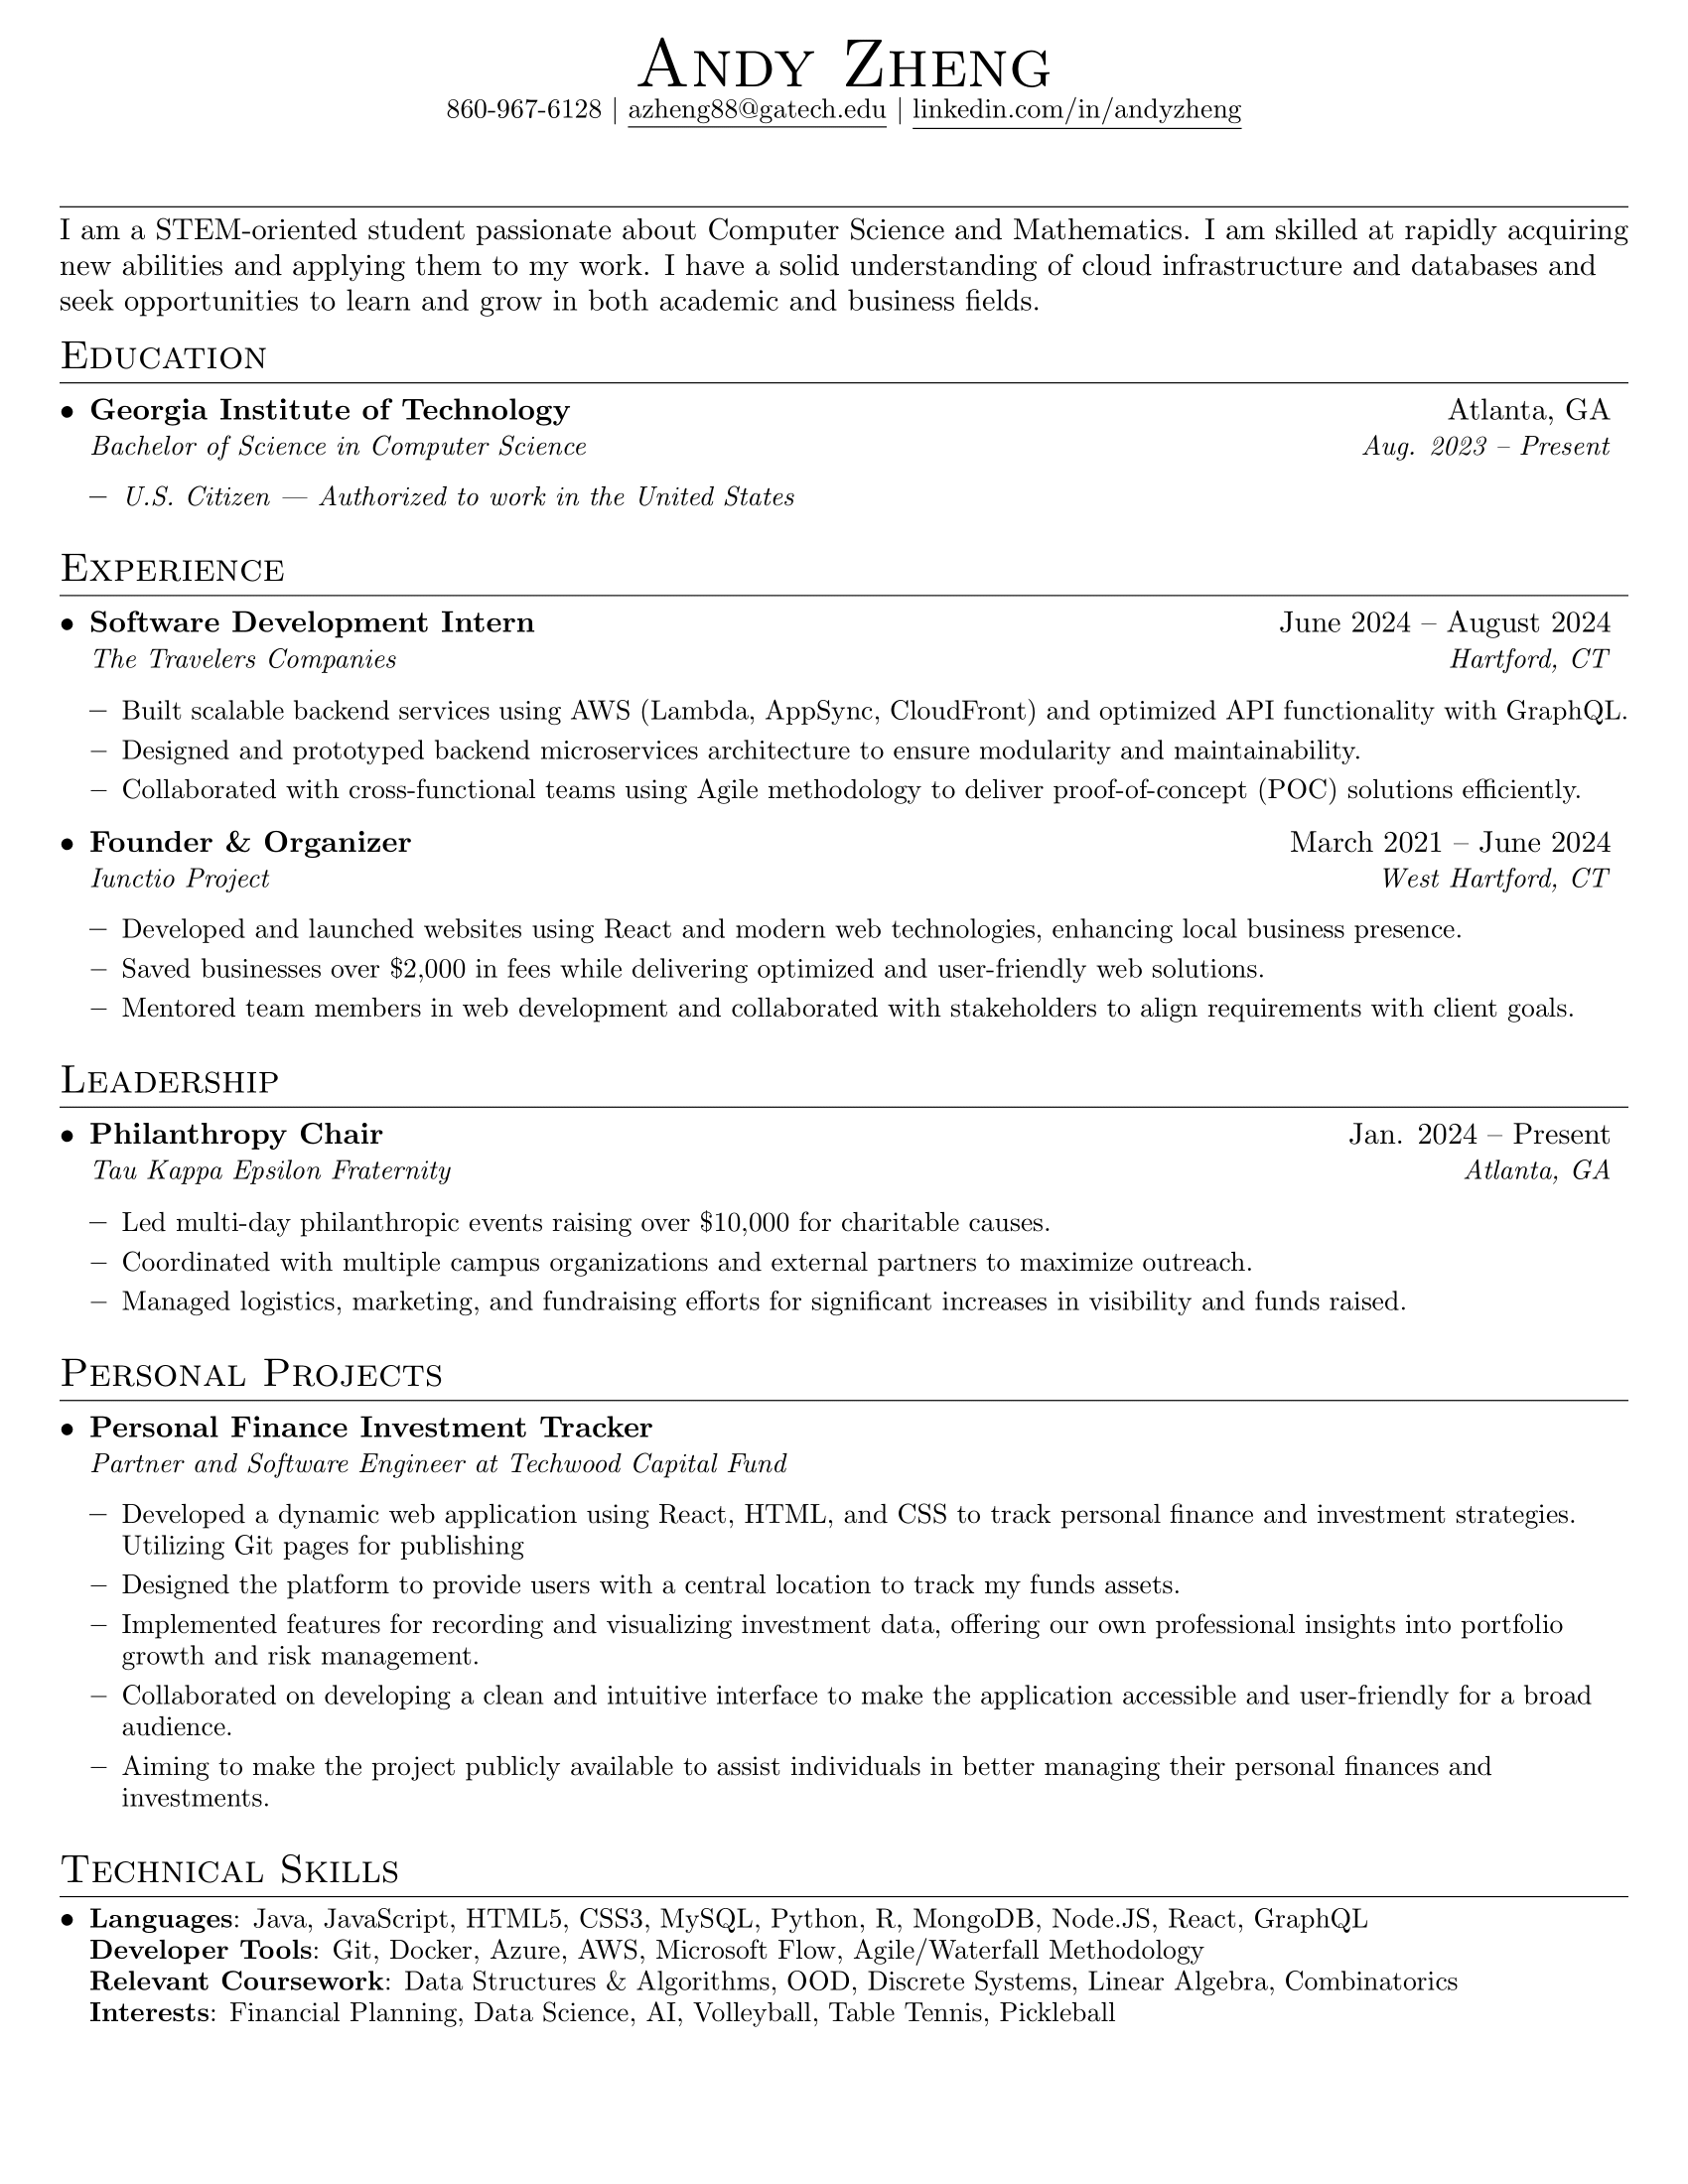 Andy Zheng
860-967-6128 | azheng88@gatech.edu | linkedin.com/in/andyzheng
I am a STEM-oriented student passionate about Computer Science and Mathematics. I am skilled at rapidly acquiring
new abilities and applying them to my work. I have a solid understanding of cloud infrastructure and databases and
seek opportunities to learn and grow in both academic and business fields.
Education
• Georgia Institute of Technology Atlanta, GA
Bachelor of Science in Computer Science Aug. 2023 – Present
– U.S. Citizen — Authorized to work in the United States
Experience
• Software Development Intern June 2024 – August 2024
The Travelers Companies Hartford, CT
– Built scalable backend services using AWS (Lambda, AppSync, CloudFront) and optimized API functionality with GraphQL.
– Designed and prototyped backend microservices architecture to ensure modularity and maintainability.
– Collaborated with cross-functional teams using Agile methodology to deliver proof-of-concept (POC) solutions efficiently.
• Founder & Organizer March 2021 – June 2024
Iunctio Project West Hartford, CT
– Developed and launched websites using React and modern web technologies, enhancing local business presence.
– Saved businesses over $2,000 in fees while delivering optimized and user-friendly web solutions.
– Mentored team members in web development and collaborated with stakeholders to align requirements with client goals.
Leadership
• Philanthropy Chair Jan. 2024 – Present
Tau Kappa Epsilon Fraternity Atlanta, GA
– Led multi-day philanthropic events raising over $10,000 for charitable causes.
– Coordinated with multiple campus organizations and external partners to maximize outreach.
– Managed logistics, marketing, and fundraising efforts for significant increases in visibility and funds raised.
Personal Projects
• Personal Finance Investment Tracker
Partner and Software Engineer at Techwood Capital Fund
– Developed a dynamic web application using React, HTML, and CSS to track personal finance and investment strategies.
Utilizing Git pages for publishing
– Designed the platform to provide users with a central location to track my funds assets.
– Implemented features for recording and visualizing investment data, offering our own professional insights into portfolio
growth and risk management.
– Collaborated on developing a clean and intuitive interface to make the application accessible and user-friendly for a broad
audience.
– Aiming to make the project publicly available to assist individuals in better managing their personal finances and
investments.
Technical Skills
• Languages: Java, JavaScript, HTML5, CSS3, MySQL, Python, R, MongoDB, Node.JS, React, GraphQL
Developer Tools: Git, Docker, Azure, AWS, Microsoft Flow, Agile/Waterfall Methodology
Relevant Coursework: Data Structures & Algorithms, OOD, Discrete Systems, Linear Algebra, Combinatorics
Interests: Financial Planning, Data Science, AI, Volleyball, Table Tennis, Pickleball